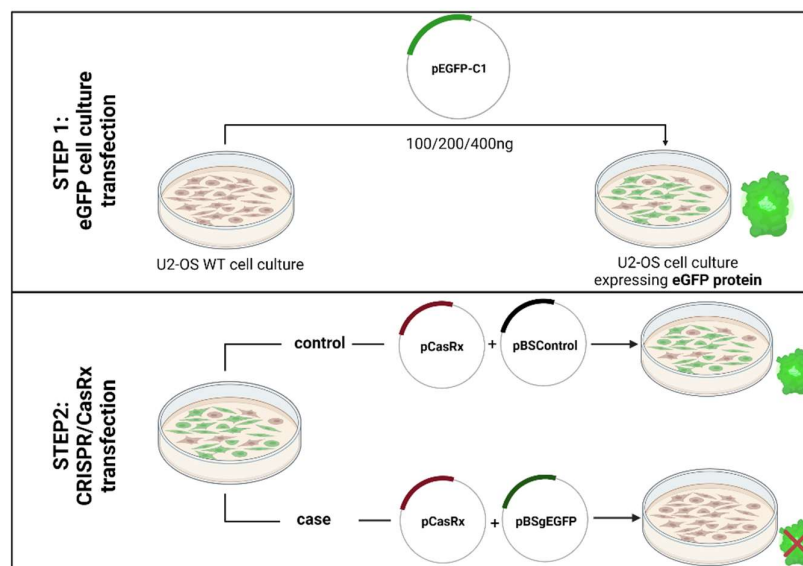 STEP 1:
eGFP cell culture
transfection
pEGFP-C1
100/200/400ng
U2-OS WT cell culture
U2-OS cell culture
expressing eGFP protein
STEP2:
CRISPR/CasRx
transfection
control
pCasRx
+
pBSControl
case
pCasRx
+
pBSgEGFP